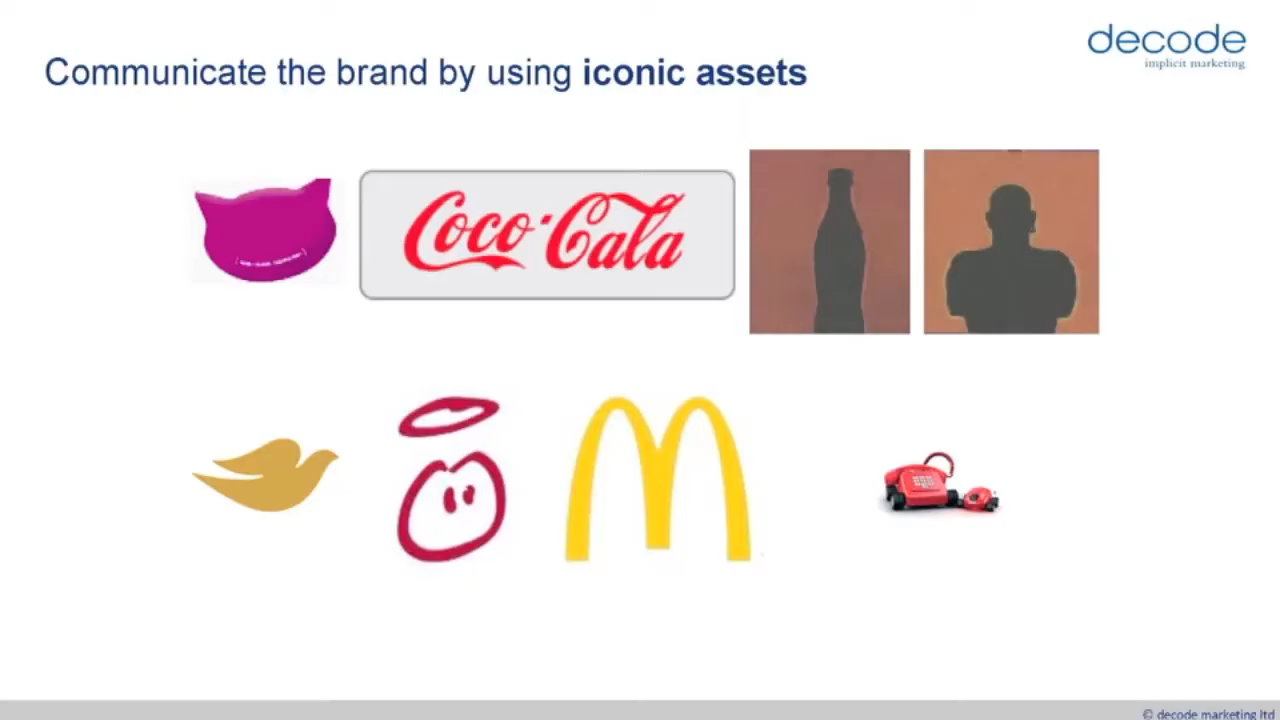 decode
implicit marketing
Communicate the brand by using iconic assets
Coco-Cala
© decode marketing ltd